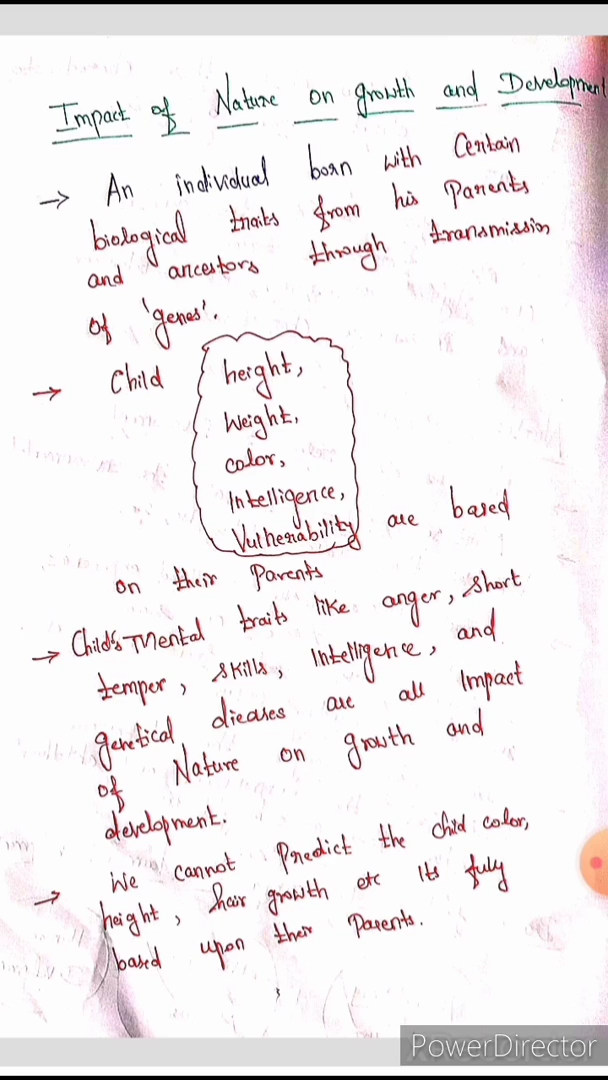 Impact of Nature on growth and Development
→ An individual born with Certain
biological traits from his Parents
and ancestors through transmission
of 'genes'.
→ Child height,
Weight,
color,
Intelligence,
Vulherability are based
on their Parents
→ Child's mental traits like anger, short
temper, skills, Intelligence, and
genetical dieases are all Impact
of Nature on growth and
development.
→ We cannot Predict the child color,
height, hair growth etc Its fuly
based upon their Parents.
PowerDirector